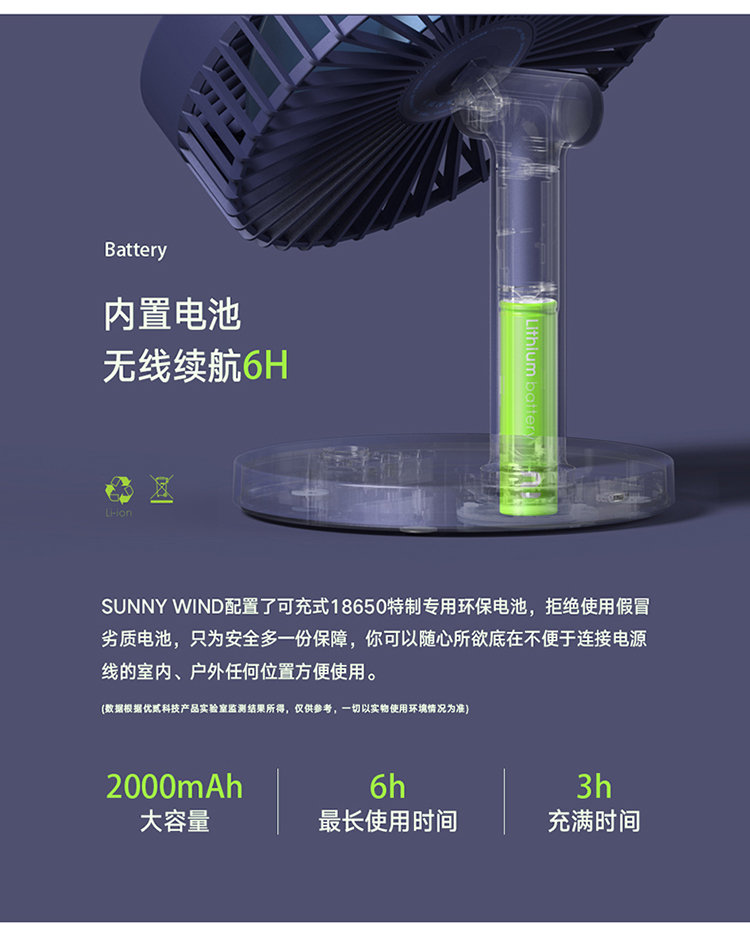 Battery
内置电池
无线续航6H
Lithium battery
Li-ion
SUNNY WIND配置了可充式18650特制专用环保电池，拒绝使用假冒
劣质电池，只为安全多一份保障，你可以随心所欲底在不便于连接电源
线的室内、户外任何位置方便使用。
(数据根据优贰科技产品实验室监测结果所得，仅供参考，一切以实物使用环境情况为准)
2000mAh
大容量
6h
最长使用时间
3h
充满时间